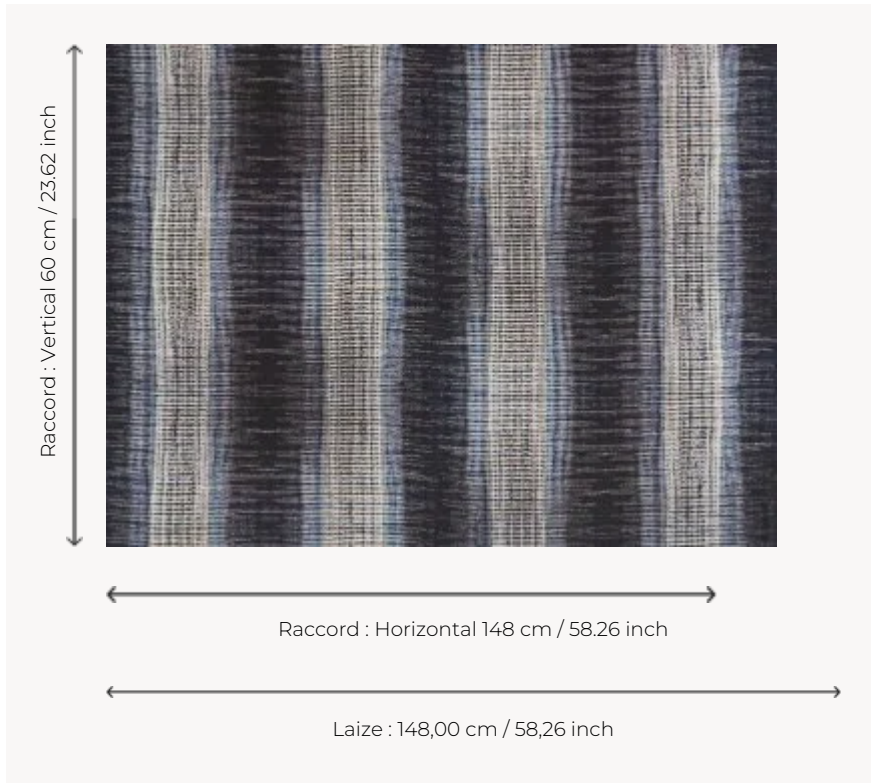 Raccord : Vertical 60 cm / 23.62 inch
Raccord : Horizontal 148 cm / 58.26 inch
Laize : 148,00 cm / 58,26 inch